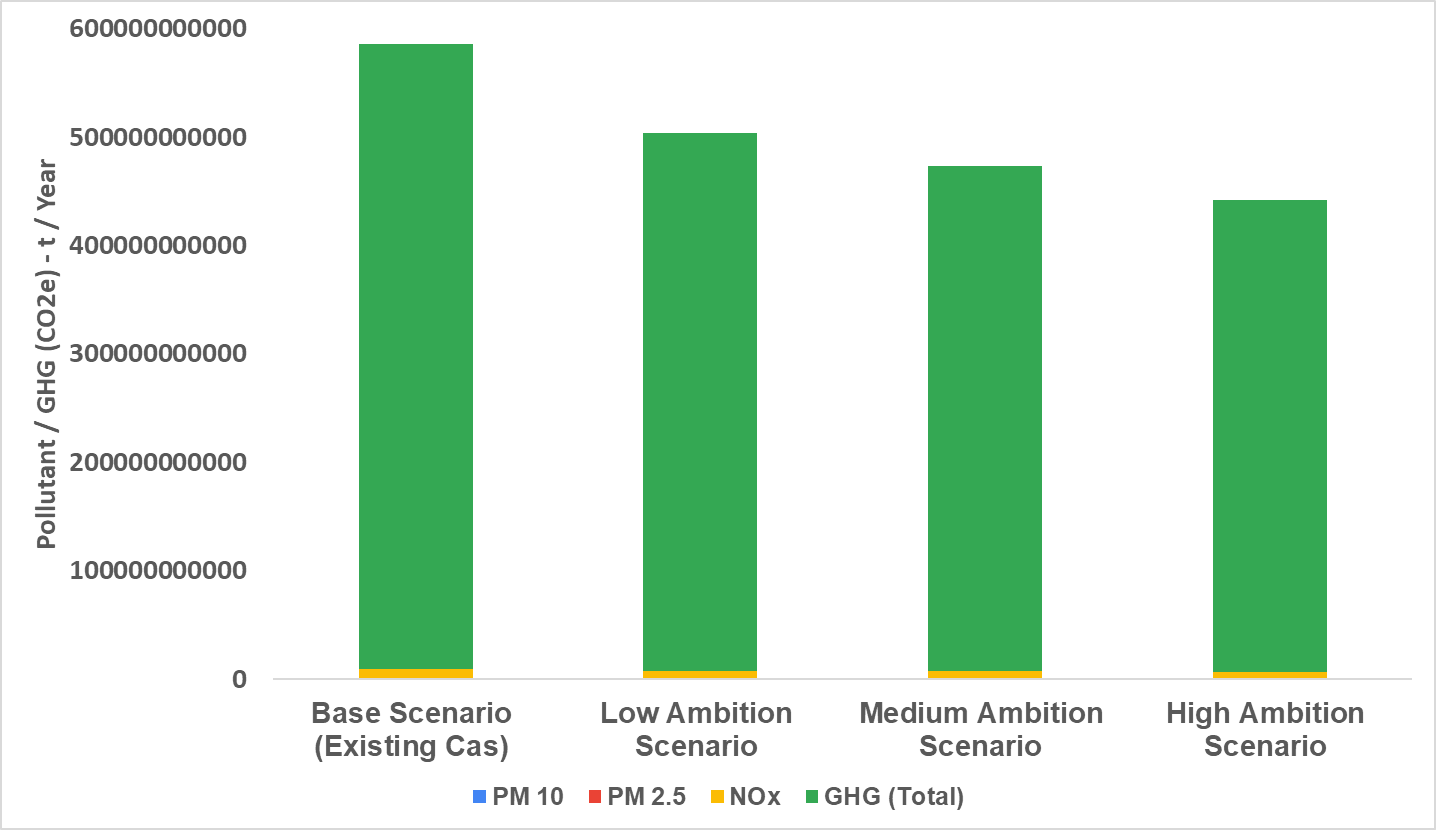 600000000000
500000000000
400000000000
300000000000
200000000000
100000000000
0
Pollutant / GHG (CO2e) - t / Year
Base Scenario
(Existing Cas)
Low Ambition
Scenario
Medium Ambition
Scenario
High Ambition
Scenario
PM 10
PM 2.5
NOx
GHG (Total)